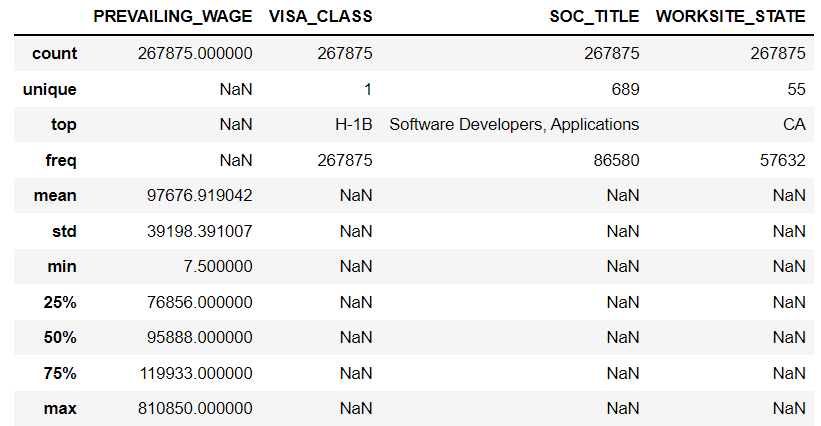 PREVAILING_WAGE VISA_CLASS SOC_TITLE WORKSITE_STATE
count 267875.000000 267875 267875 267875
unique NaN 1 689 55
top NaN H-1B Software Developers, Applications CA
freq NaN 267875 86580 57632
mean 97676.919042 NaN NaN NaN
std 39198.391007 NaN NaN NaN
min 7.500000 NaN NaN NaN
25% 76856.000000 NaN NaN NaN
50% 95888.000000 NaN NaN NaN
75% 119933.000000 NaN NaN NaN
max 810850.000000 NaN NaN NaN